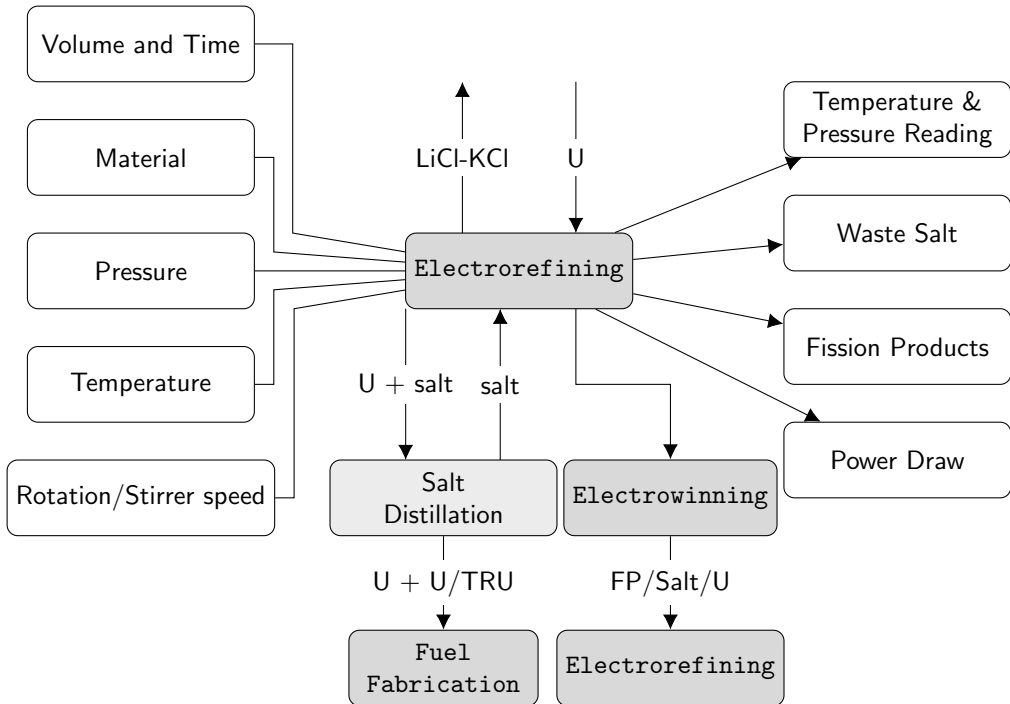 Volume and Time
Material
Pressure
Temperature
Rotation/Stirrer speed
LiCl-KCl
U
Electrorefining
U + salt
salt
Salt
Distillation
Electrowinning
U + U/TRU
FP/Salt/U
Fuel
Fabrication
Electrorefining
Temperature &
Pressure Reading
Waste Salt
Fission Products
Power Draw